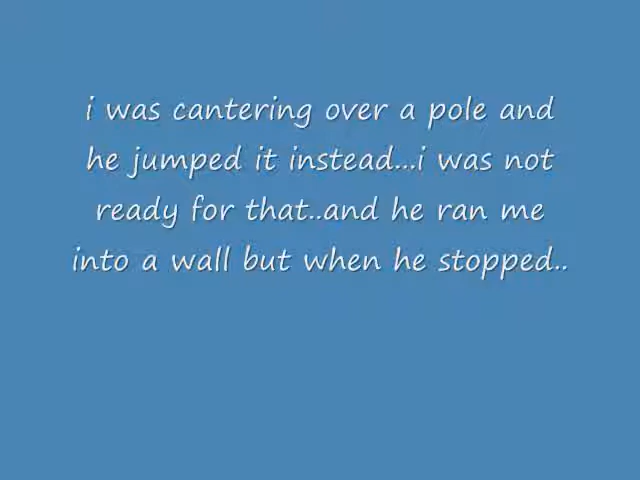 i was cantering over a pole and
he jumped it instead...i was not
ready for that..and he ran me
into a wall but when he stopped..